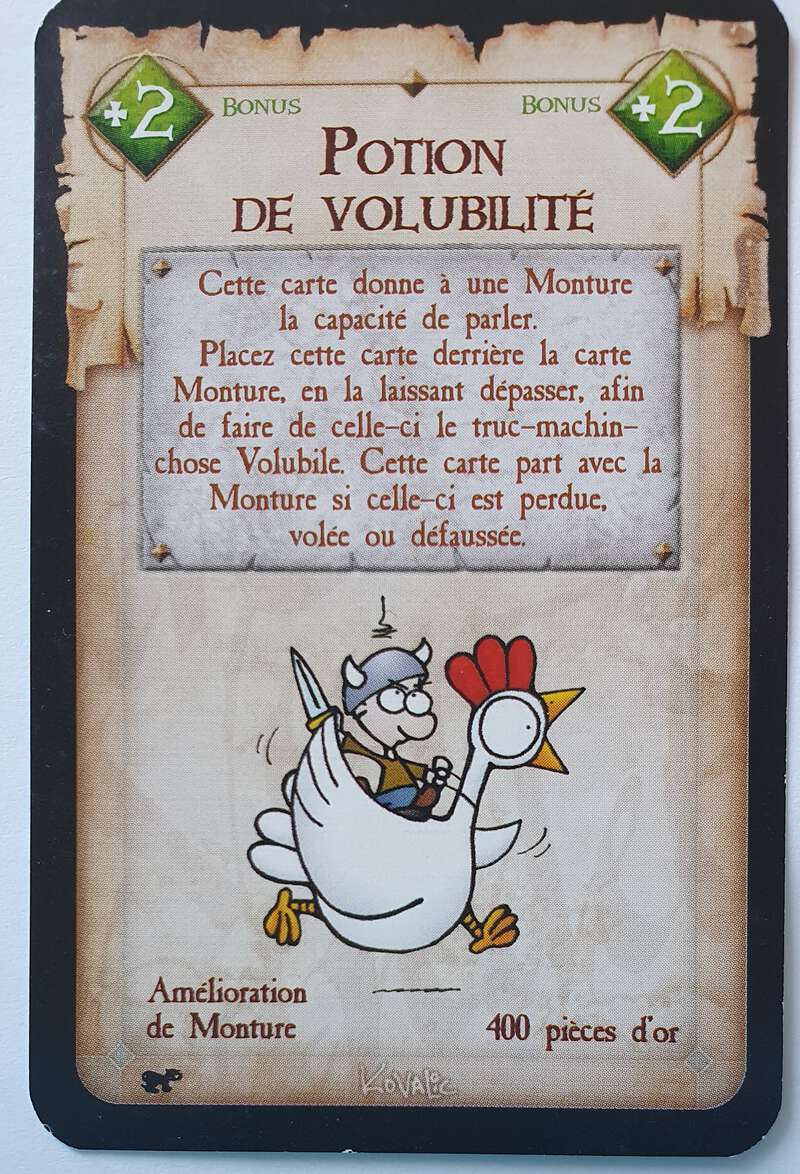 +2 BONUS BONUS +2
POTION
DE VOLUBILITÉ
Cette carte donne à une Monture
la capacité de parler.
Placez cette carte derrière la carte
Monture, en la laissant dépasser, afin
de faire de celle-ci le truc-machin-
chose Volubile. Cette carte part avec la
Monture si celle-ci est perdue,
volée ou défaussée.
Amélioration
de Monture
400 pièces d'or
KOVALIC